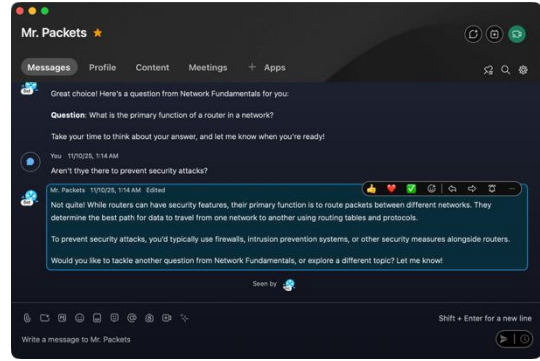 Mr. Packets
Messages Profile Content Meetings + Apps
Great choice! Here's a question from Network Fundamentals for you:
Question: What is the primary function of a router in a network?
Take your time to think about your answer, and let me know when you're ready!
You 11/10/25, 1:14 AM
Aren't thye there to prevent security attacks?
Mr. Packets 11/10/25, 1:14 AM Edited
Not quite! While routers can have security features, their primary function is to route packets between different networks. They
determine the best path for data to travel from one network to another using routing tables and protocols.
To prevent security attacks, you'd typically use firewalls, intrusion prevention systems, or other security measures alongside routers.
Would you like to tackle another question from Network Fundamentals, or explore a different topic? Let me know!
Seen by
Shift + Enter for a new line
Write a message to Mr. Packets